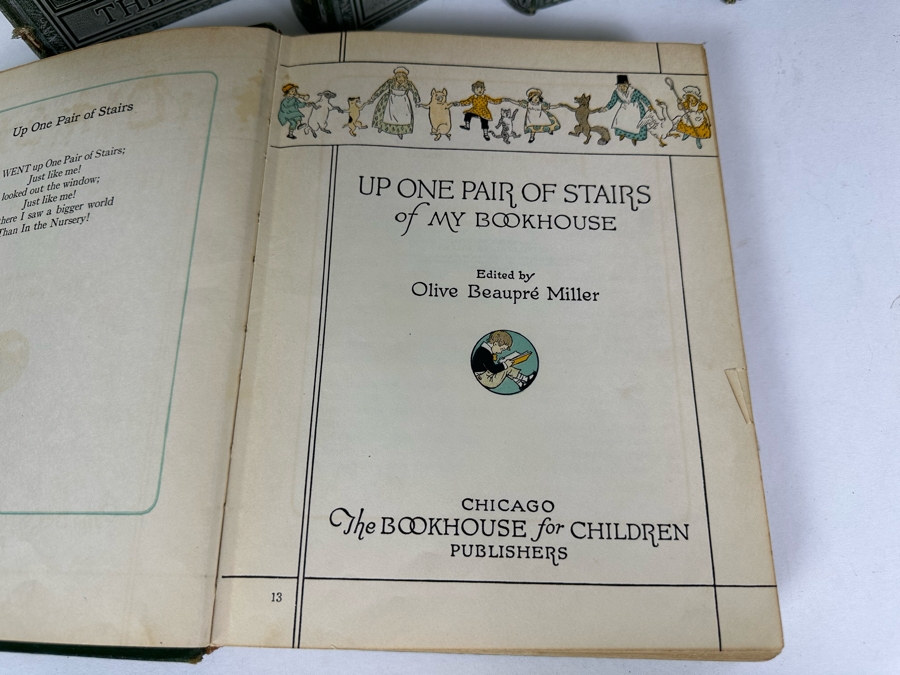 THE
Up One Pair of Stairs
WENT up One Pair of Stairs;
Just like me!
looked out the window;
Just like me!
here I saw a bigger world
Than In the Nursery!
UP ONE PAIR OF STAIRS
of MY BOOKHOUSE
Edited by
Olive Beaupré Miller
CHICAGO
The BOOKHOUSE for CHILDREN
PUBLISHERS
13